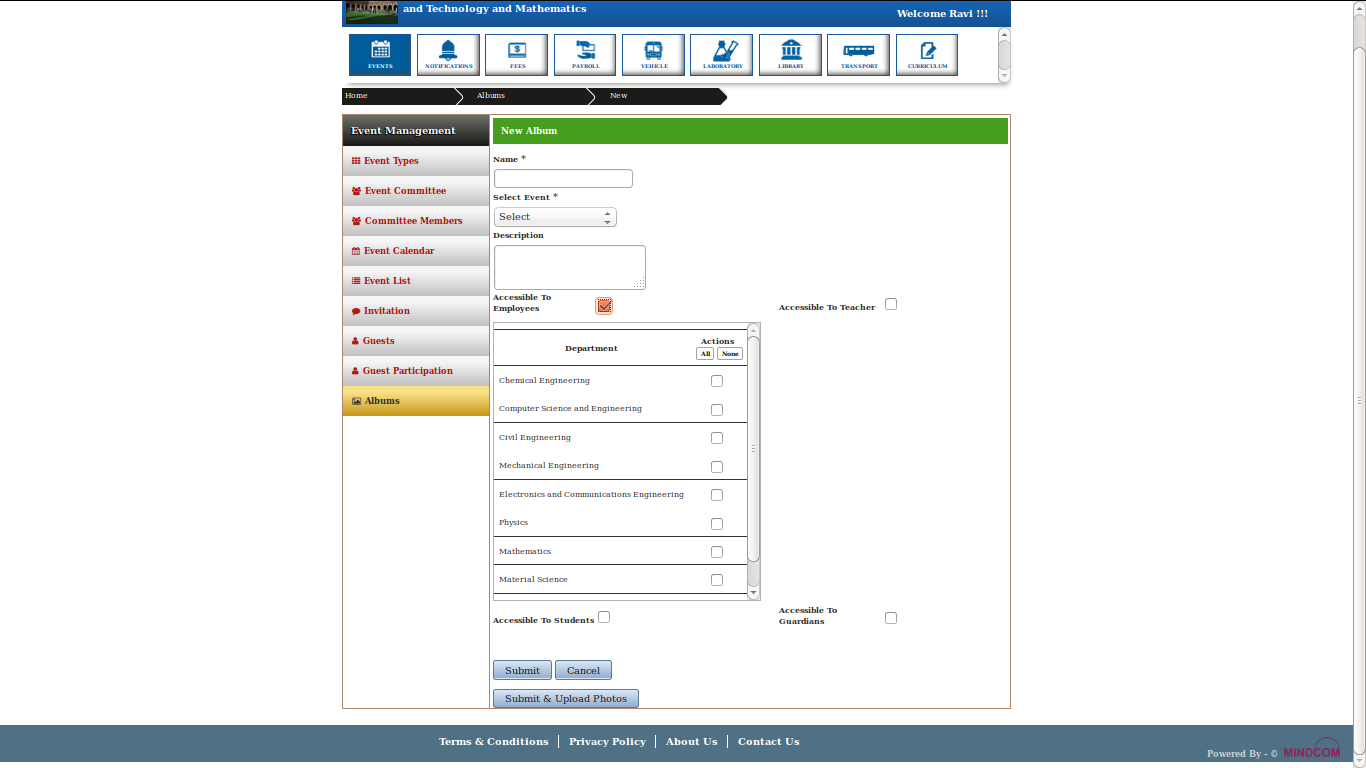 and Technology and Mathematics
Welcome Ravi !!!
EVENTS NOTIFICATIONS FEES PAYROLL VEHICLE LABORATORY LIBRARY TRANSPORT CURRICULUM
Home Albums New
Event Management
Event Types
Event Committee
Committee Members
Event Calendar
Event List
Invitation
Guests
Guest Participation
Albums
New Album
Name *
Select Event *
Select
Description
Accessible To
Employees
Accessible To Teacher
Department Actions
All None
Chemical Engineering
Computer Science and Engineering
Civil Engineering
Mechanical Engineering
Electronics and Communications Engineering
Physics
Mathematics
Material Science
Accessible To Students
Accessible To
Guardians
Submit Cancel
Submit & Upload Photos
Terms & Conditions Privacy Policy About Us Contact Us
Powered By - © MINDCOM